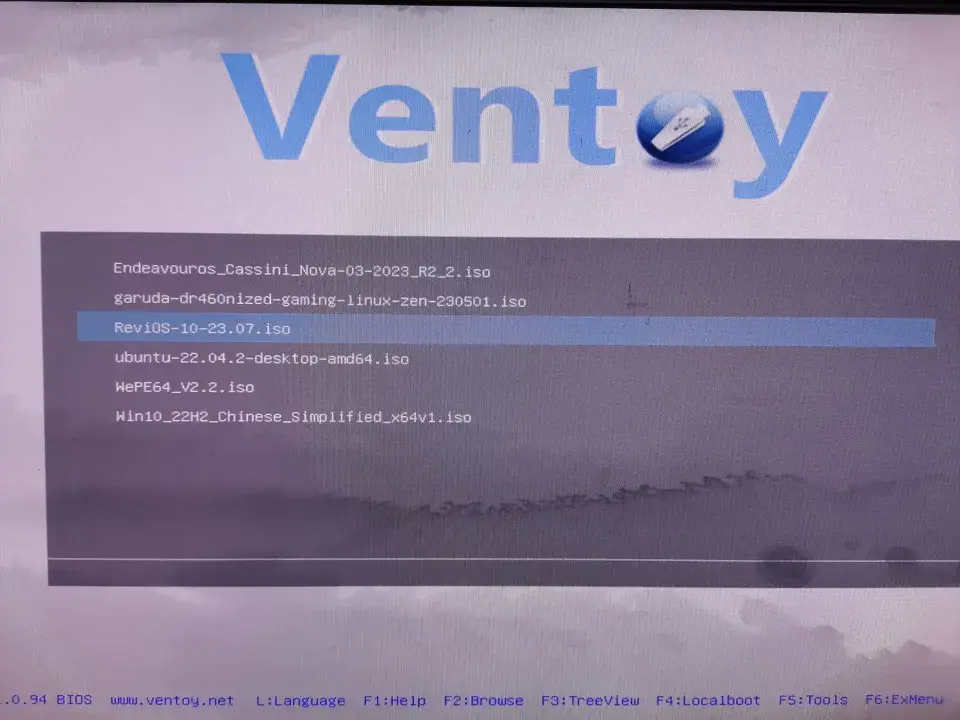 Ventoy
Endeavouros_Cassini_Nova-03-2023_R2_2.iso
garuda-dr460nized-gaming-linux-zen-230501.iso
ReviOS-10-23.07.iso
ubuntu-22.04.2-desktop-amd64.iso
WePE64_V2.2.iso
Win10_22H2_Chinese_Simplified_x64v1.iso
.0.94 BIOS www.ventoy.net L:Language F1:Help F2:Browse F3:TreeView F4:Localboot F5:Tools F6:ExMenu